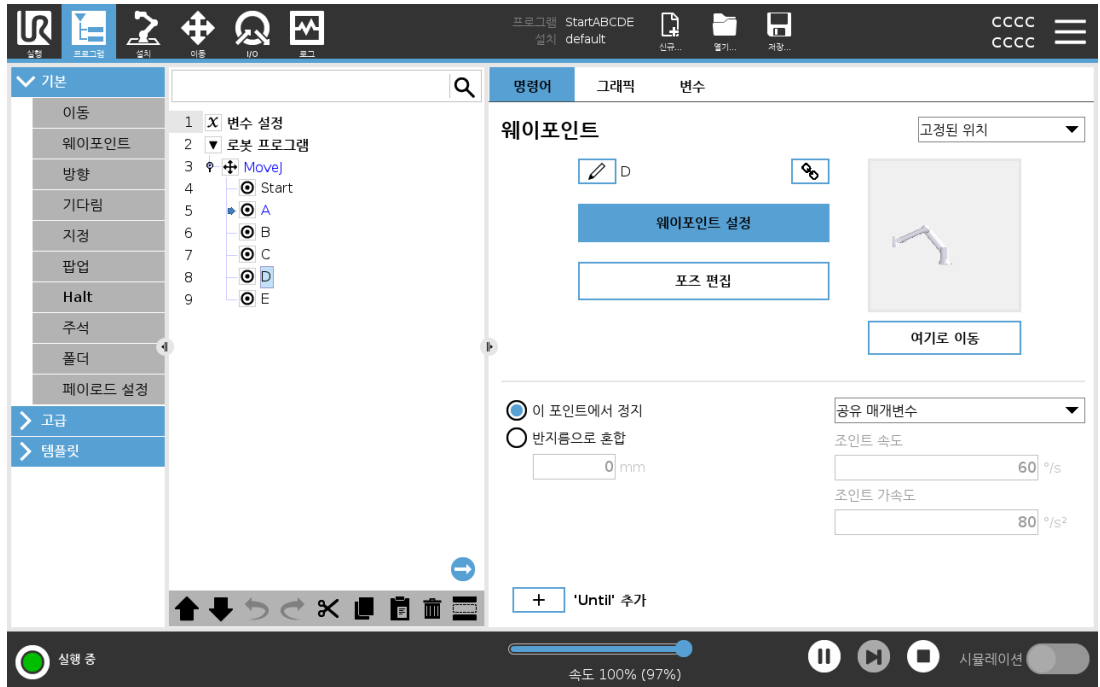 UR
프로그램 StartABCDE
설치 default
CCCC
CCCC
실행 프로그램 설치 이동 I/O 로그
신규... 열기... 저장...
기본
이동
웨이포인트
방향
기다림
지정
팝업
Halt
주석
폴더
페이로드 설정
고급
템플릿
1 X 변수 설정
2 로봇 프로그램
3 MoveJ
4 Start
5 A
6 B
7 C
8 D
9 E
명령어 그래픽 변수
웨이포인트
고정된 위치
D
웨이포인트 설정
포즈 편집
여기로 이동
이 포인트에서 정지
공유 매개변수
반지름으로 혼합
조인트 속도
0 mm
60 °/s
조인트 가속도
80 °/s²
+ 'Until' 추가
실행 중
속도 100% (97%)
시뮬레이션